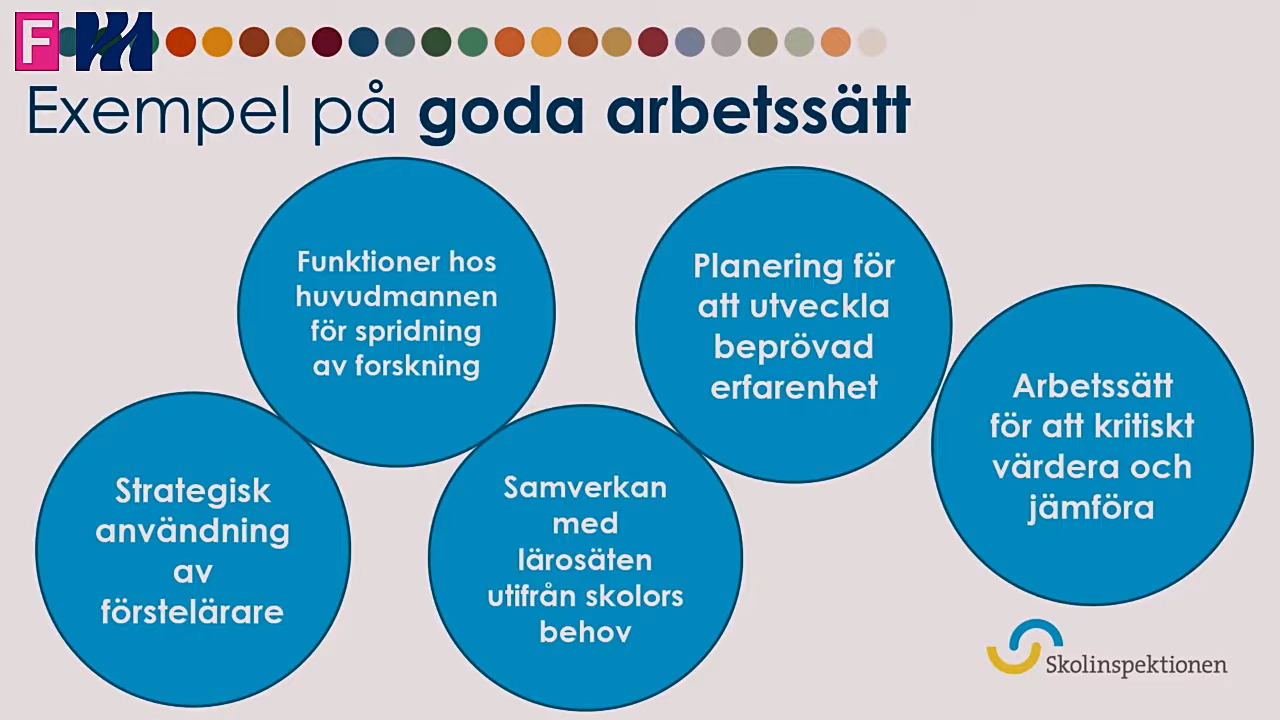 F
Exempel på goda arbetssätt
Funktioner hos
huvudmannen
för spridning
av forskning
Planering för
att utveckla
beprövad
erfarenhet
Arbetssätt
för att kritiskt
värdera och
jämföra
Strategisk
användning
av
förstelärare
Samverkan
med
lärosäten
utifrån skolors
behov
Skolinspektionen